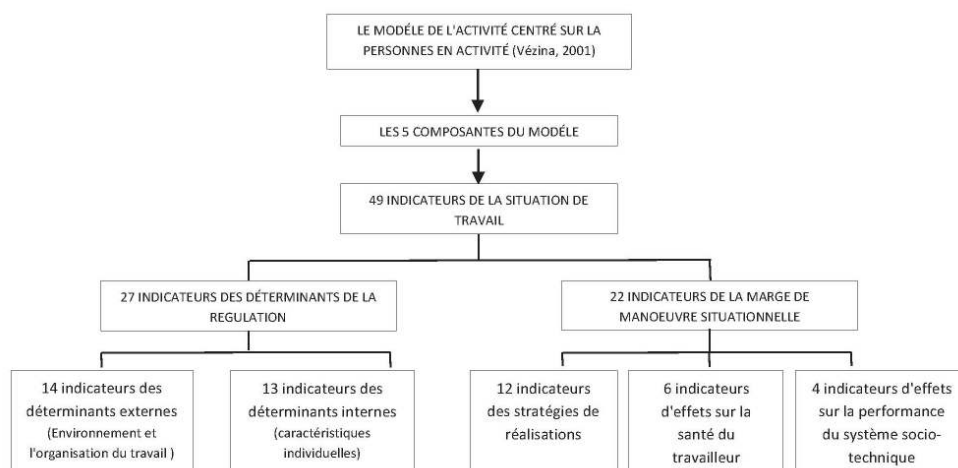 LE MODÉLE DE L'ACTIVITÉ CENTRÉ SUR LA
PERSONNES EN ACTIVITÉ (Vézina, 2001)
LES 5 COMPOSANTES DU MODÉLE
49 INDICATEURS DE LA SITUATION DE
TRAVAIL
27 INDICATEURS DES DÉTERMINANTS DE LA
REGULATION
22 INDICATEURS DE LA MARGE DE
MANOEUVRE SITUATIONNELLE
14 indicateurs des
déterminants externes
(Environnement et
l'organisation du travail )
13 indicateurs des
déterminants internes
(caractéristiques
individuelles)
12 indicateurs
des stratégies de
réalisations
6 indicateurs
d'effets sur la
santé du
travailleur
4 indicateurs d'effets
sur la performance
du système socio-
technique